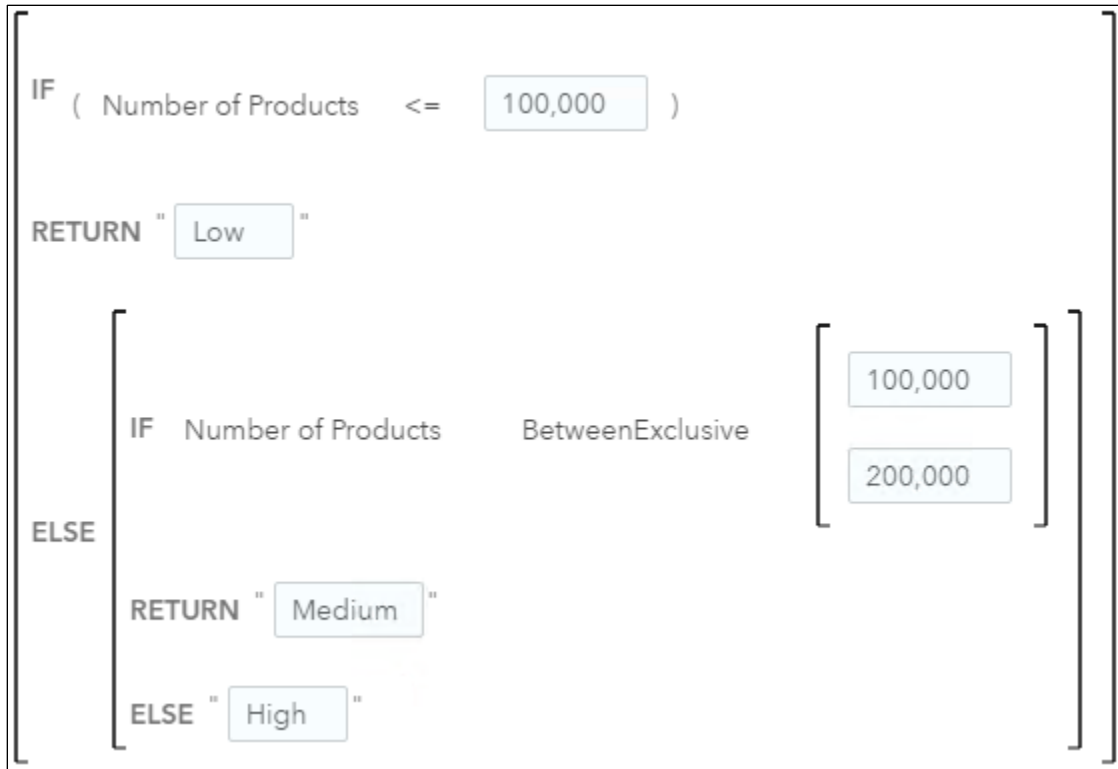 IF ( Number of Products <= 100,000 )
RETURN " Low "
100,000
IF Number of Products BetweenExclusive
200,000
ELSE
RETURN " Medium "
ELSE " High "